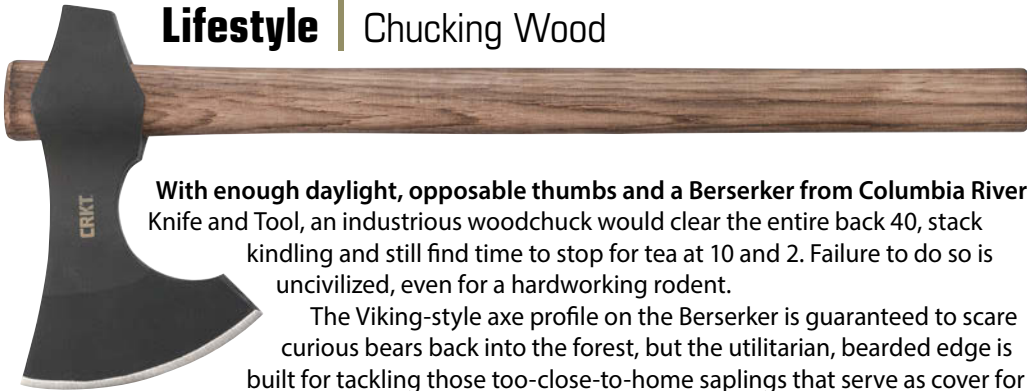 Lifestyle | Chucking Wood
CRKT
With enough daylight, opposable thumbs and a Berserker from Columbia River
Knife and Tool, an industrious woodchuck would clear the entire back 40, stack
kindling and still find time to stop for tea at 10 and 2. Failure to do so is
uncivilized, even for a hardworking rodent.
The Viking-style axe profile on the Berserker is guaranteed to scare
curious bears back into the forest, but the utilitarian, bearded edge is
built for tackling those too-close-to-home saplings that serve as cover for